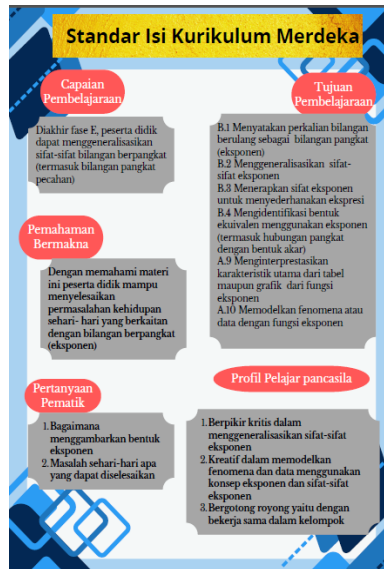 Standar Isi Kurikulum Merdeka
Capaian
Pembelajaraan
Diakhir fase E, peserta didik
dapat menggeneralisasikan
sifat-sifat bilangan berpangkat
(termasuk bilangan pangkat
pecahan)
Pemahaman
Bermakna
Dengan memahami materi
ini peserta didik mampu
menyelesaikan
permasalahan kehidupan
sehari- hari yang berkaitan
dengan bilangan berpangkat
(eksponen)
Pertanyaan
Pematik
1. Bagaimana
menggambarkan bentuk
eksponen
2. Masalah sehari-hari apa
yang dapat diselesaikan
Tujuan
Pembelajaraan
B.1 Menyatakan perkalian bilangan
berulang sebagai bilangan pangkat
(eksponen)
B.2 Menggeneralisasikan sifat-
sifat eksponen
B.3 Menerapkan sifat eksponen
untuk menyederhanakan ekspresi
B.4 Mengidentifikasi bentuk
ekuivalen menggunakan eksponen
(termasuk hubungan pangkat
dengan bentuk akar)
A.9 Menginterprestasikan
karakteristik utama dari tabel
maupun grafik dari fungsi
eksponen
A.10 Memodelkan fenomena atau
data dengan fungsi eksponen
Profil Pelajar pancasila
1. Berpikir kritis dalam
menggeneralisasikan sifat-sifat
eksponen
2. Kreatif dalam memodelkan
fenomena dan data menggunakan
konsep eksponen dan sifat-sifat
eksponen
3. Bergotong royong yaitu dengan
bekerja sama dalam kelompok